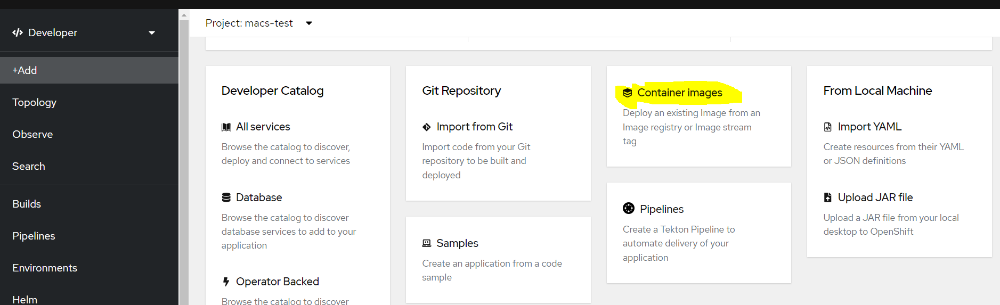 Developer
+Add
Topology
Observe
Search
Builds
Pipelines
Environments
Helm
Project: macs-test
Developer Catalog
All services
Browse the catalog to discover,
deploy and connect to services
Database
Browse the catalog to discover
database services to add to your
application
Operator Backed
Browse the catalog to discover
Git Repository
Import from Git
Import code from your Git
repository to be built and
deployed
Samples
Create an application from a code
sample
Container images
Deploy an existing Image from an
Image registry or Image stream
tag
Pipelines
Create a Tekton Pipeline to
automate delivery of your
application
From Local Machine
Import YAML
Create resources from their YAML
or JSON definitions
Upload JAR file
Upload a JAR file from your local
desktop to OpenShift